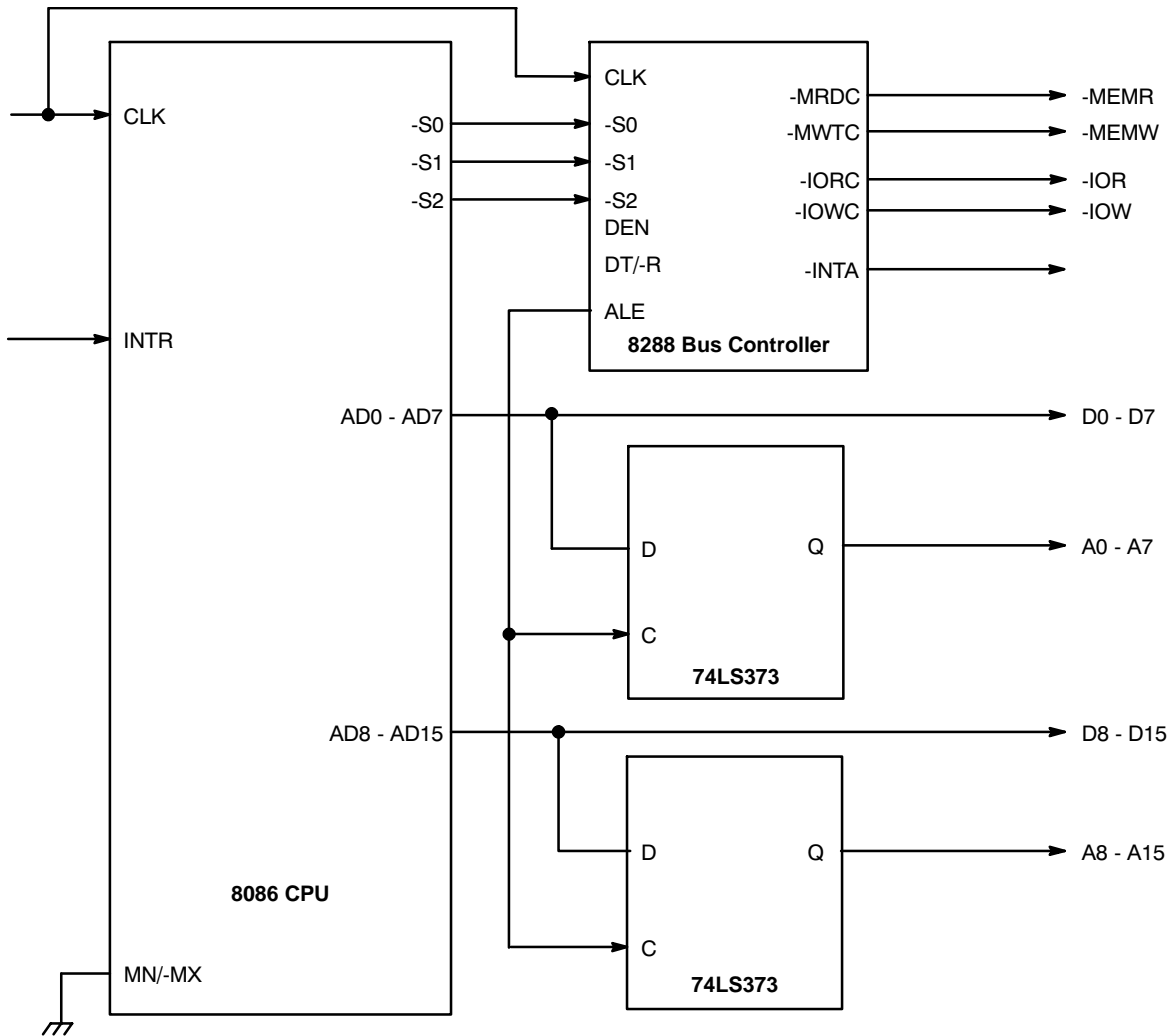 CLK
-S0
-S1
-S2
INTR
AD0 - AD7
AD8 - AD15
8086 CPU
MN/-MX
CLK
-S0
-S1
-S2
DEN
DT/-R
ALE
-MRDC
-MWTC
-IORC
-IOWC
-INTA
8288 Bus Controller
-MEMR
-MEMW
-IOR
-IOW
D0 - D7
D
Q
C
74LS373
A0 - A7
D8 - D15
D
Q
C
74LS373
A8 - A15